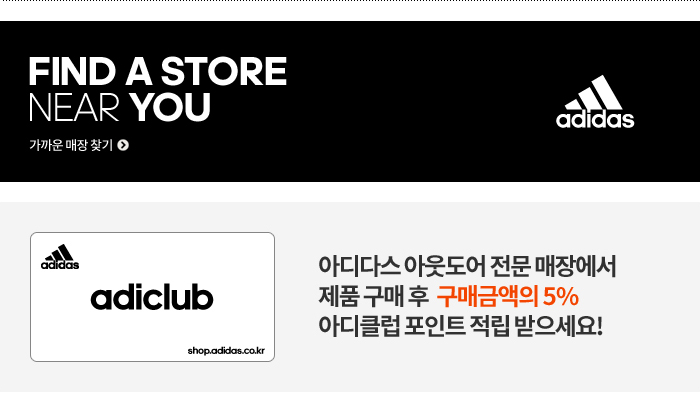 FIND A STORE
NEAR YOU
가까운 매장 찾기
adidas
adidas
adiclub
shop.adidas.co.kr
아디다스 아웃도어 전문 매장에서
제품 구매 후 구매금액의 5%
아디클럽 포인트 적립 받으세요!